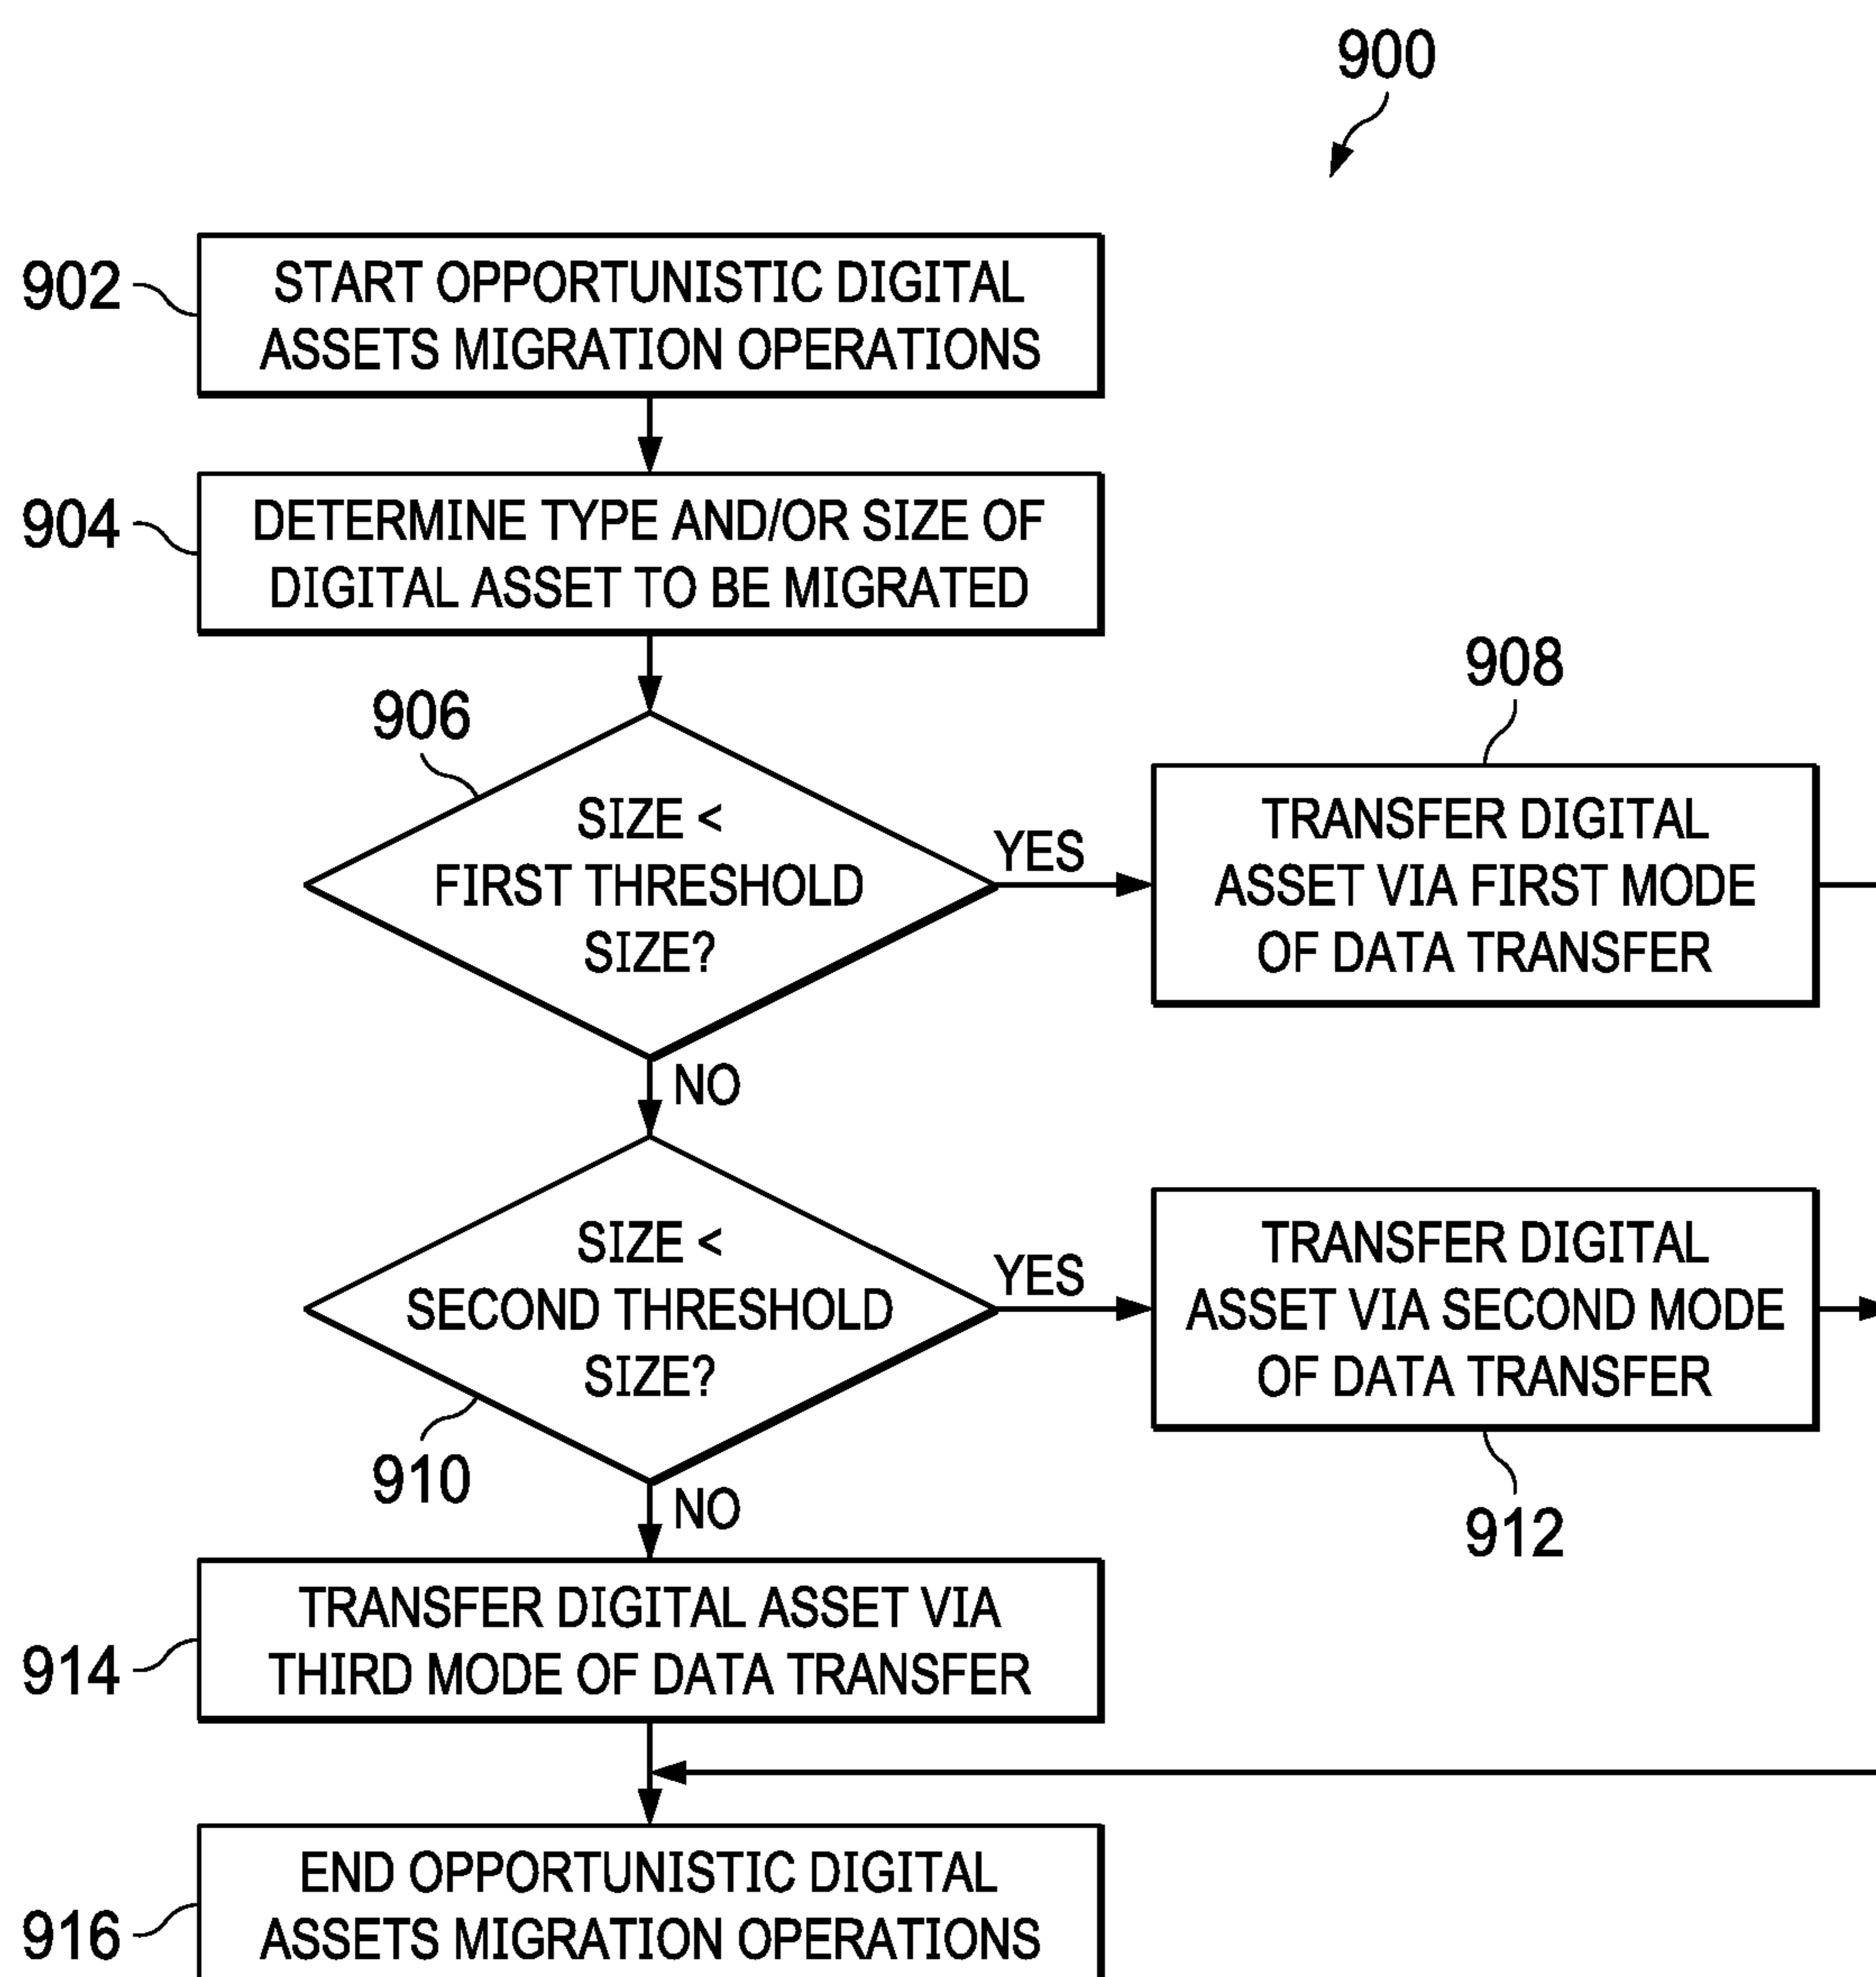 900
902
START OPPORTUNISTIC DIGITAL
ASSETS MIGRATION OPERATIONS
904
DETERMINE TYPE AND/OR SIZE OF
DIGITAL ASSET TO BE MIGRATED
906
SIZE <
FIRST THRESHOLD
SIZE?
YES
908
TRANSFER DIGITAL
ASSET VIA FIRST MODE
OF DATA TRANSFER
NO
910
SIZE <
SECOND THRESHOLD
SIZE?
YES
TRANSFER DIGITAL
ASSET VIA SECOND MODE
OF DATA TRANSFER
912
NO
914
TRANSFER DIGITAL ASSET VIA
THIRD MODE OF DATA TRANSFER
916
END OPPORTUNISTIC DIGITAL
ASSETS MIGRATION OPERATIONS